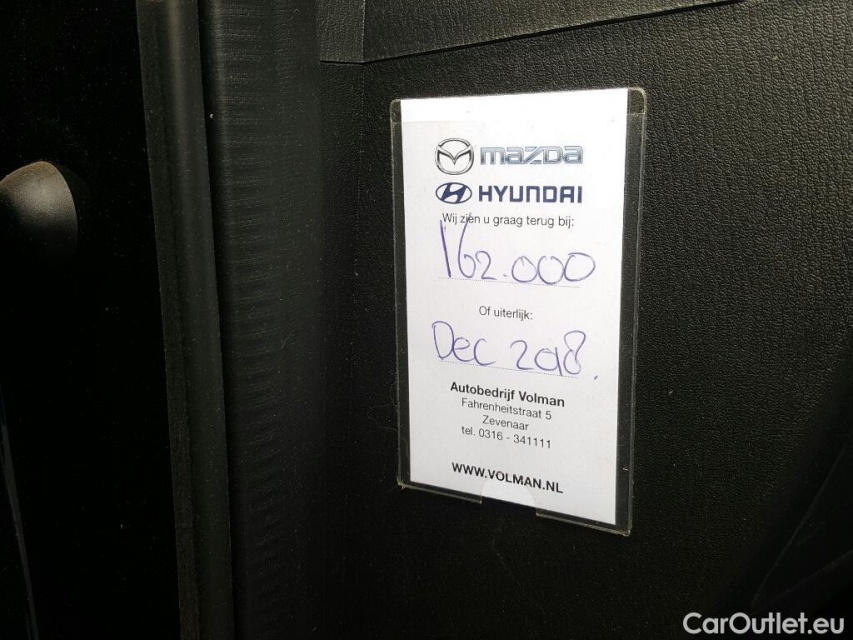 mazda
HYUNDAI
Wij zien u graag terug bij:
162.000
Of uiterlijk:
Dec 2018.
Autobedrijf Volman
Fahrenheitstraat 5
Zevenaar
tel. 0316 - 341111
WWW.VOLMAN.NL
CarOutlet.eu